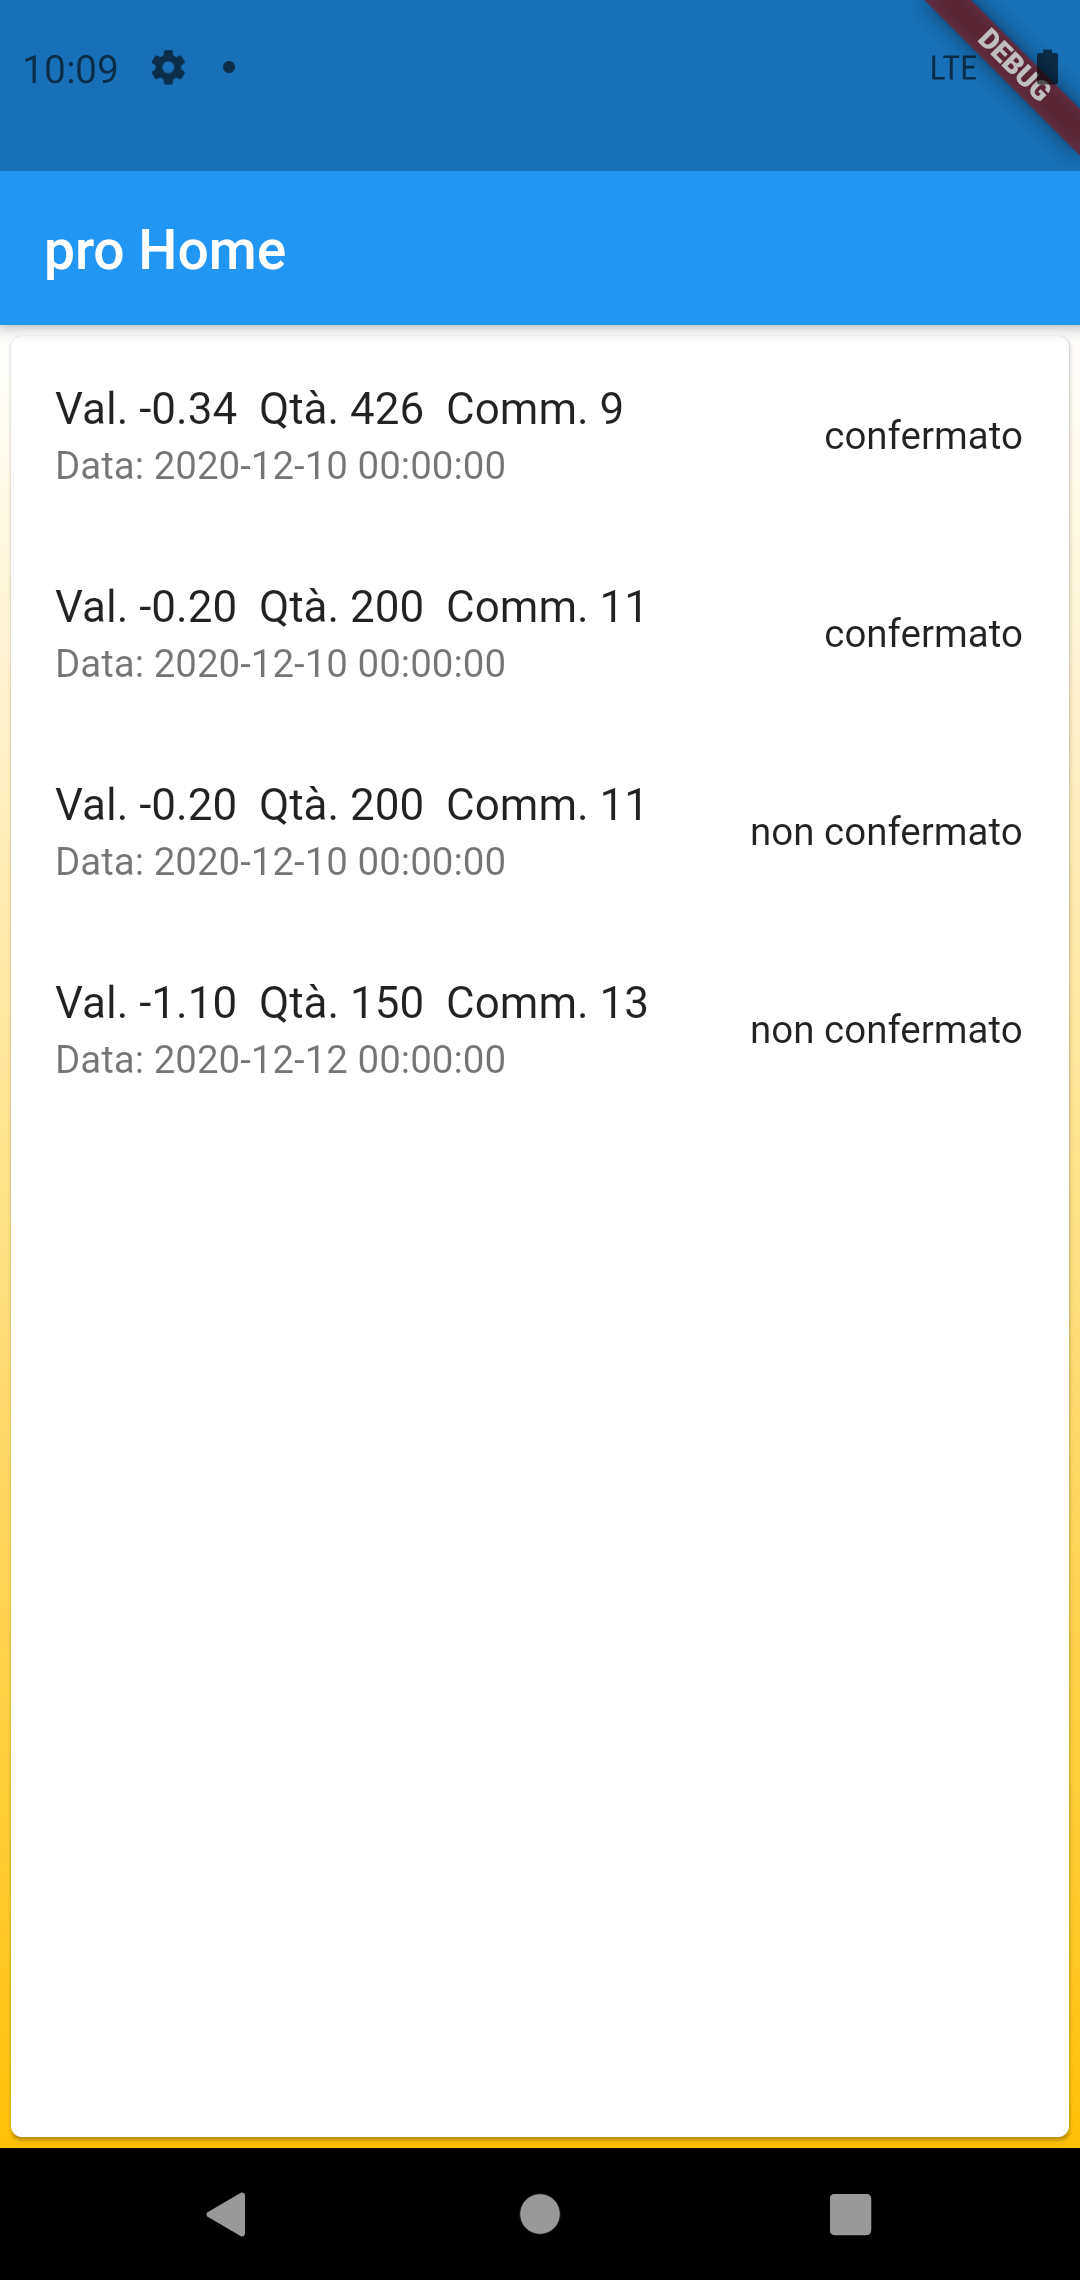 10:09 LTE
DEBUG
pro Home
Val. -0.34 Qtà. 426 Comm. 9
confermato
Data: 2020-12-10 00:00:00
Val. -0.20 Qtà. 200 Comm. 11
confermato
Data: 2020-12-10 00:00:00
Val. -0.20 Qtà. 200 Comm. 11
non confermato
Data: 2020-12-10 00:00:00
Val. -1.10 Qtà. 150 Comm. 13
non confermato
Data: 2020-12-12 00:00:00